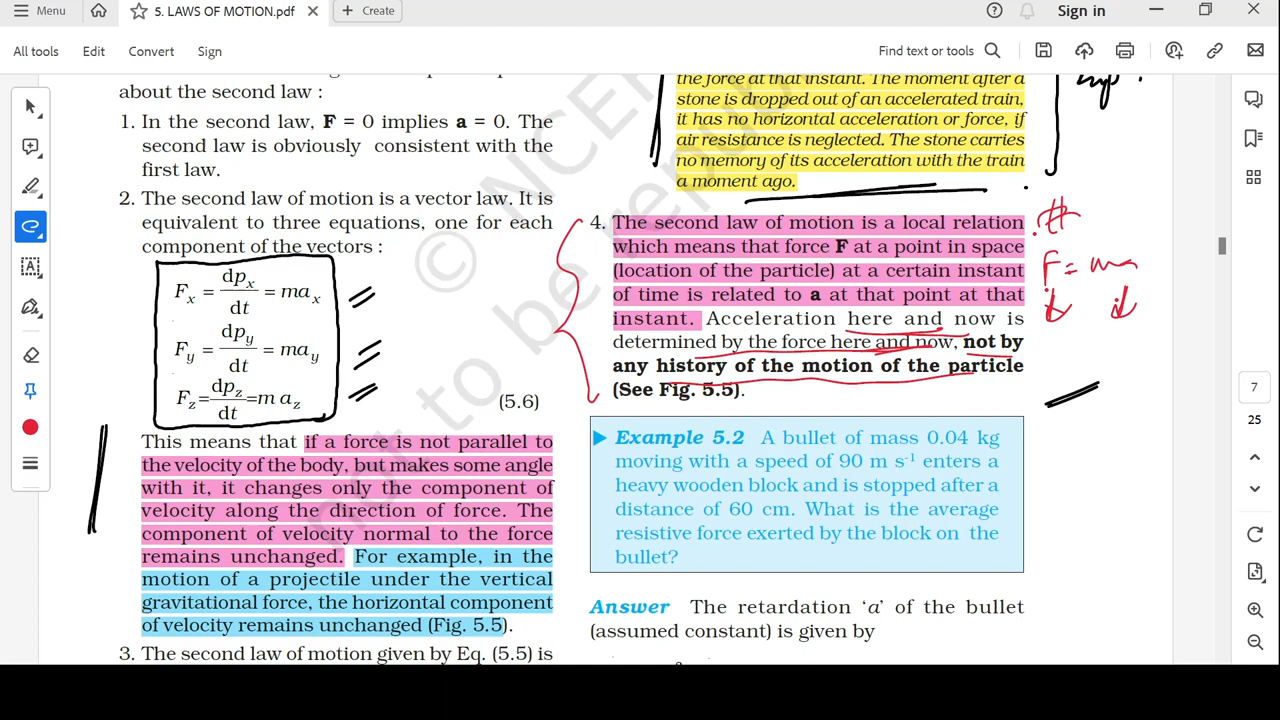 Menu
5. LAWS OF MOTION.pdf
Create
Sign in
All tools
Edit
Convert
Sign
Find text or tools
about the second law :
1. In the second law, F = 0 implies a = 0. The
second law is obviously consistent with the
first law.
2. The second law of motion is a vector law. It is
equivalent to three equations, one for each
component of the vectors :
Fx = dpx/dt = max
Fy = dpy/dt = may
Fz = dpz/dt = m az
(5.6)
This means that if a force is not parallel to
the velocity of the body, but makes some angle
with it, it changes only the component of
velocity along the direction of force. The
component of velocity normal to the force
remains unchanged. For example, in the
motion of a projectile under the vertical
gravitational force, the horizontal component
of velocity remains unchanged (Fig. 5.5).
3. The second law of motion given by Eq. (5.5) is
the force at that instant. The moment after a
stone is dropped out of an accelerated train,
it has no horizontal acceleration or force, if
air resistance is neglected. The stone carries
no memory of its acceleration with the train
a moment ago.
4. The second law of motion is a local relation
which means that force F at a point in space
(location of the particle) at a certain instant
of time is related to a at that point at that
instant. Acceleration here and now is
determined by the force here and now, not by
any history of the motion of the particle
(See Fig. 5.5).
F = ma
Example 5.2 A bullet of mass 0.04 kg
moving with a speed of 90 m s-1 enters a
heavy wooden block and is stopped after a
distance of 60 cm. What is the average
resistive force exerted by the block on the
bullet?
Answer The retardation ‘a’ of the bullet
(assumed constant) is given by
© NCE
not to be repub
7
25